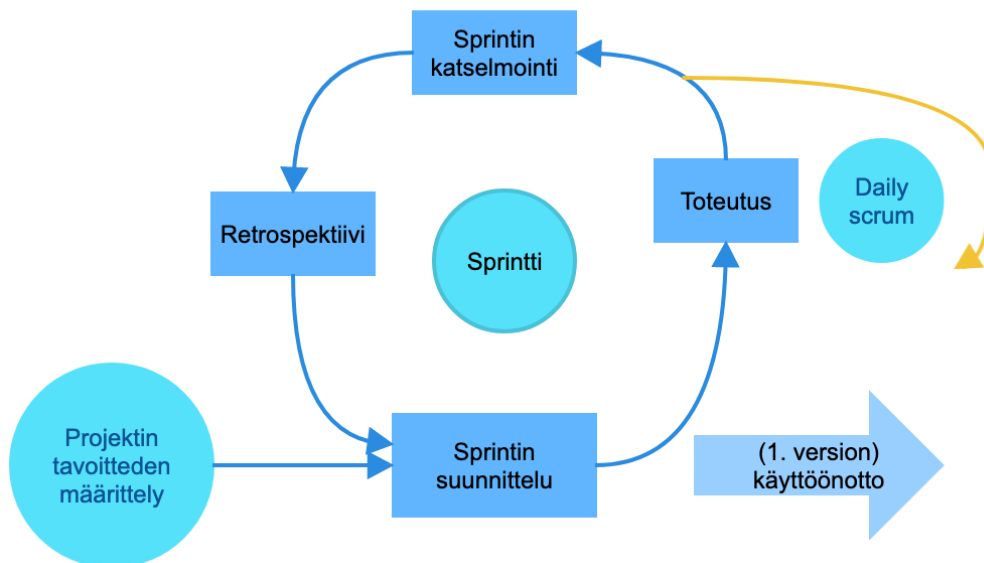 Sprintin
katselmointi
Retrospektiivi
Sprintti
Toteutus
Daily
scrum
Projektin
tavoitteden
määrittely
Sprintin
suunnittelu
(1. version)
käyttöönotto